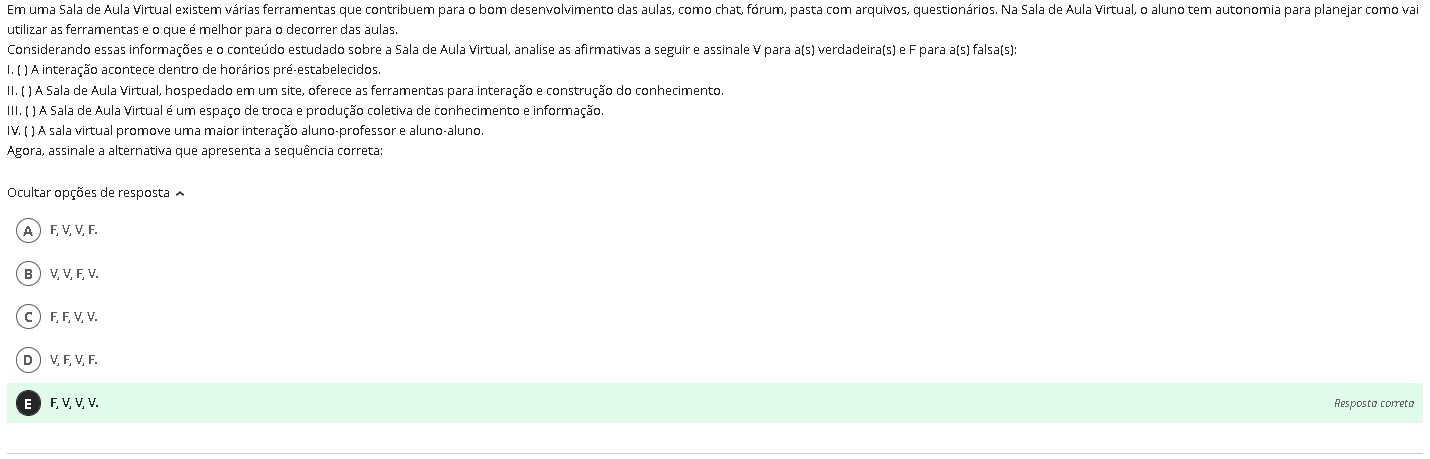 Em uma Sala de Aula Virtual existem várias ferramentas que contribuem para o bom desenvolvimento das aulas, como chat, fórum, pasta com arquivos, questionários. Na Sala de Aula Virtual, o aluno tem autonomia para planejar como vai
utilizar as ferramentas e o que é melhor para o decorrer das aulas.
Considerando essas informações e o conteúdo estudado sobre a Sala de Aula Virtual, analise as afirmativas a seguir e assinale V para a(s) verdadeira(s) e F para a(s) falsa(s):
I. ( ) A interação acontece dentro de horários pré-estabelecidos.
II. ( ) A Sala de Aula Virtual, hospedado em um site, oferece as ferramentas para interação e construção do conhecimento.
III. ( ) A Sala de Aula Virtual é um espaço de troca e produção coletiva de conhecimento e informação.
IV. ( ) A sala virtual promove uma maior interação aluno-professor e aluno-aluno.
Agora, assinale a alternativa que apresenta a sequência correta:
Ocultar opções de resposta
A F, V, V, F.
B V, V, F, V.
C F, F, V, V.
D V, F, V, F.
E F, V, V, V. Resposta correta